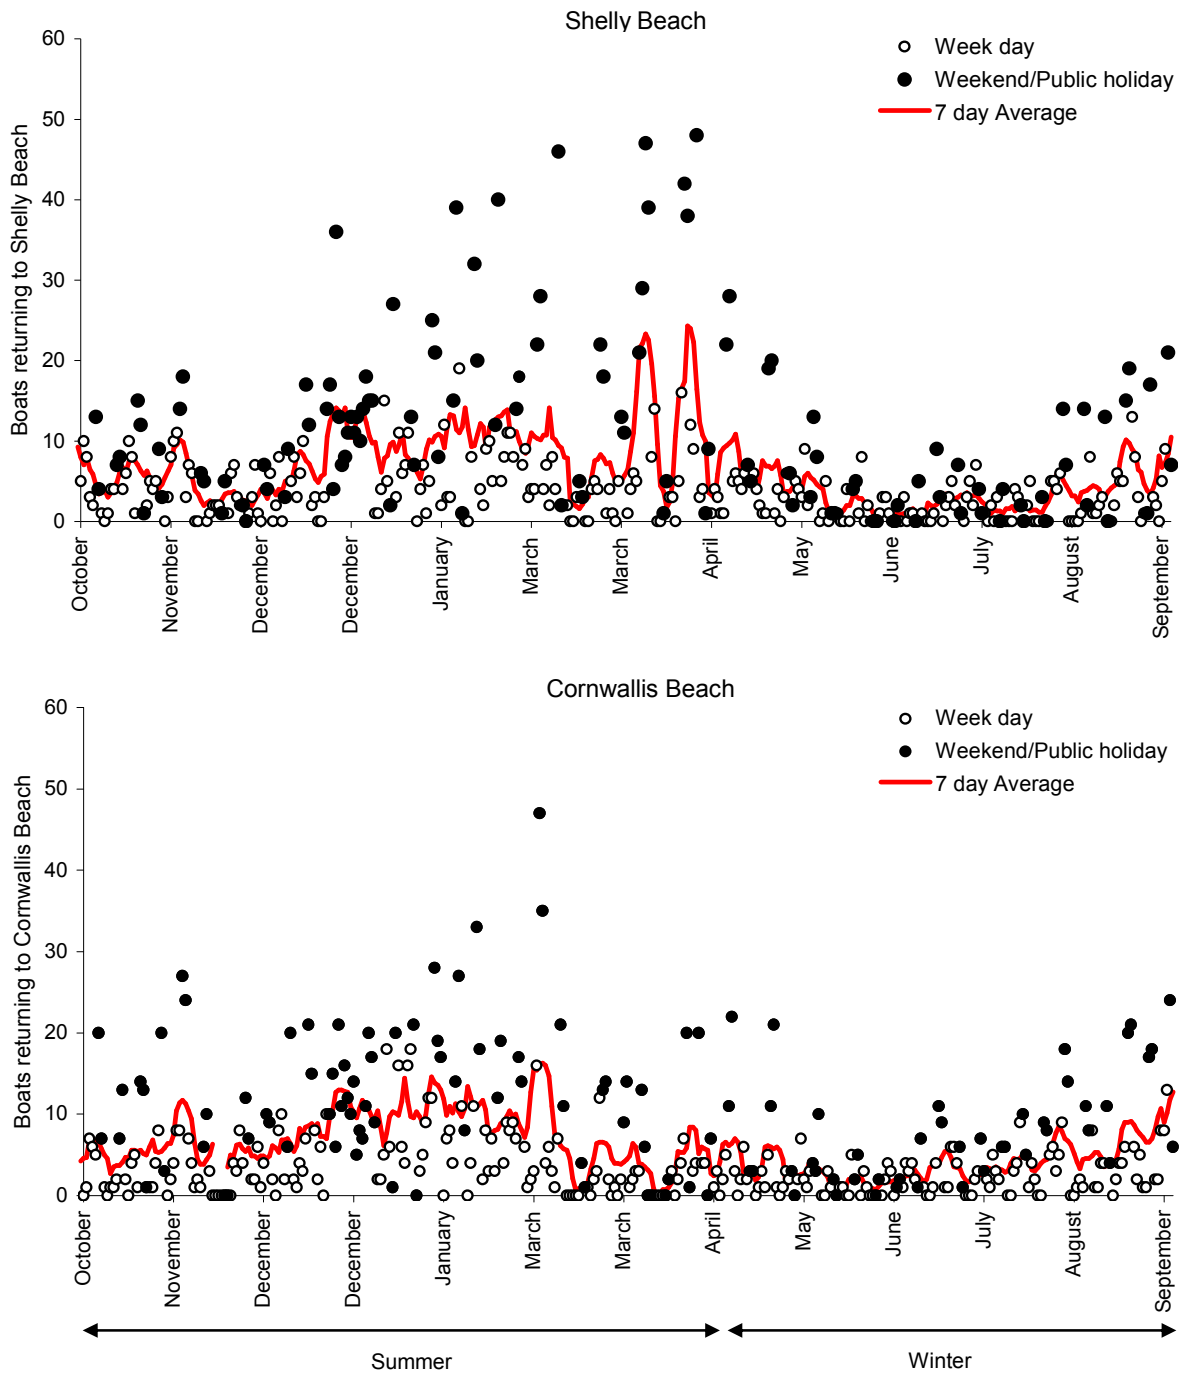 Shelly Beach
60
50
40
30
20
10
0
Boats returning to Shelly Beach
Week day
Weekend/Public holiday
7 day Average
October
November
December
December
January
March
March
April
May
June
July
August
September
Cornwallis Beach
60
50
40
30
20
10
0
Boats returning to Cornwallis Beach
Week day
Weekend/Public holiday
7 day Average
October
November
December
December
January
March
March
April
May
June
July
August
September
Summer
Winter